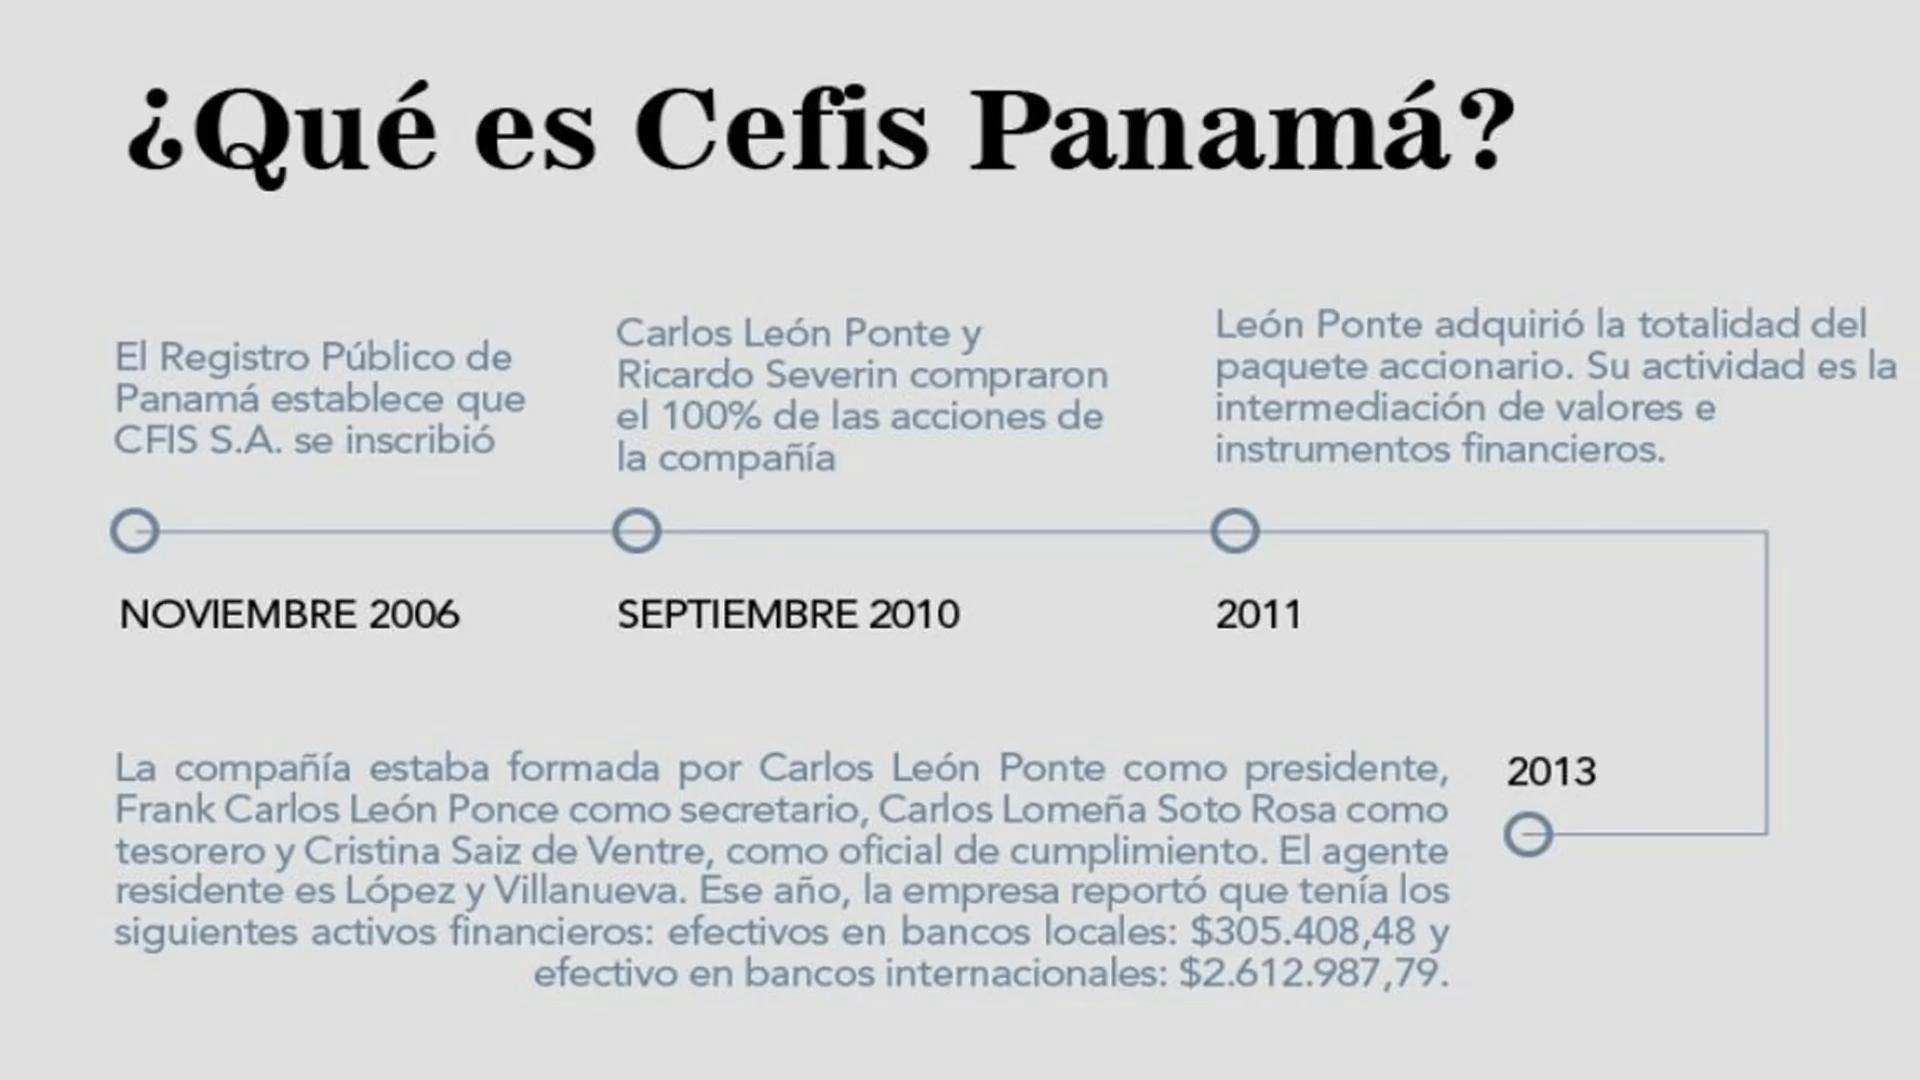 ¿Qué es Cefis Panamá?
El Registro Público de
Panamá establece que
CFIS S.A. se inscribió
NOVIEMBRE 2006
Carlos León Ponte y
Ricardo Severin compraron
el 100% de las acciones de
la compañía
SEPTIEMBRE 2010
León Ponte adquirió la totalidad del
paquete accionario. Su actividad es la
intermediación de valores e
instrumentos financieros.
2011
2013
La compañía estaba formada por Carlos León Ponte como presidente,
Frank Carlos León Ponce como secretario, Carlos Lomeña Soto Rosa como
tesorero y Cristina Saiz de Ventre, como oficial de cumplimiento. El agente
residente es López y Villanueva. Ese año, la empresa reportó que tenía los
siguientes activos financieros: efectivos en bancos locales: $305.408,48 y
efectivo en bancos internacionales: $2.612.987,79.